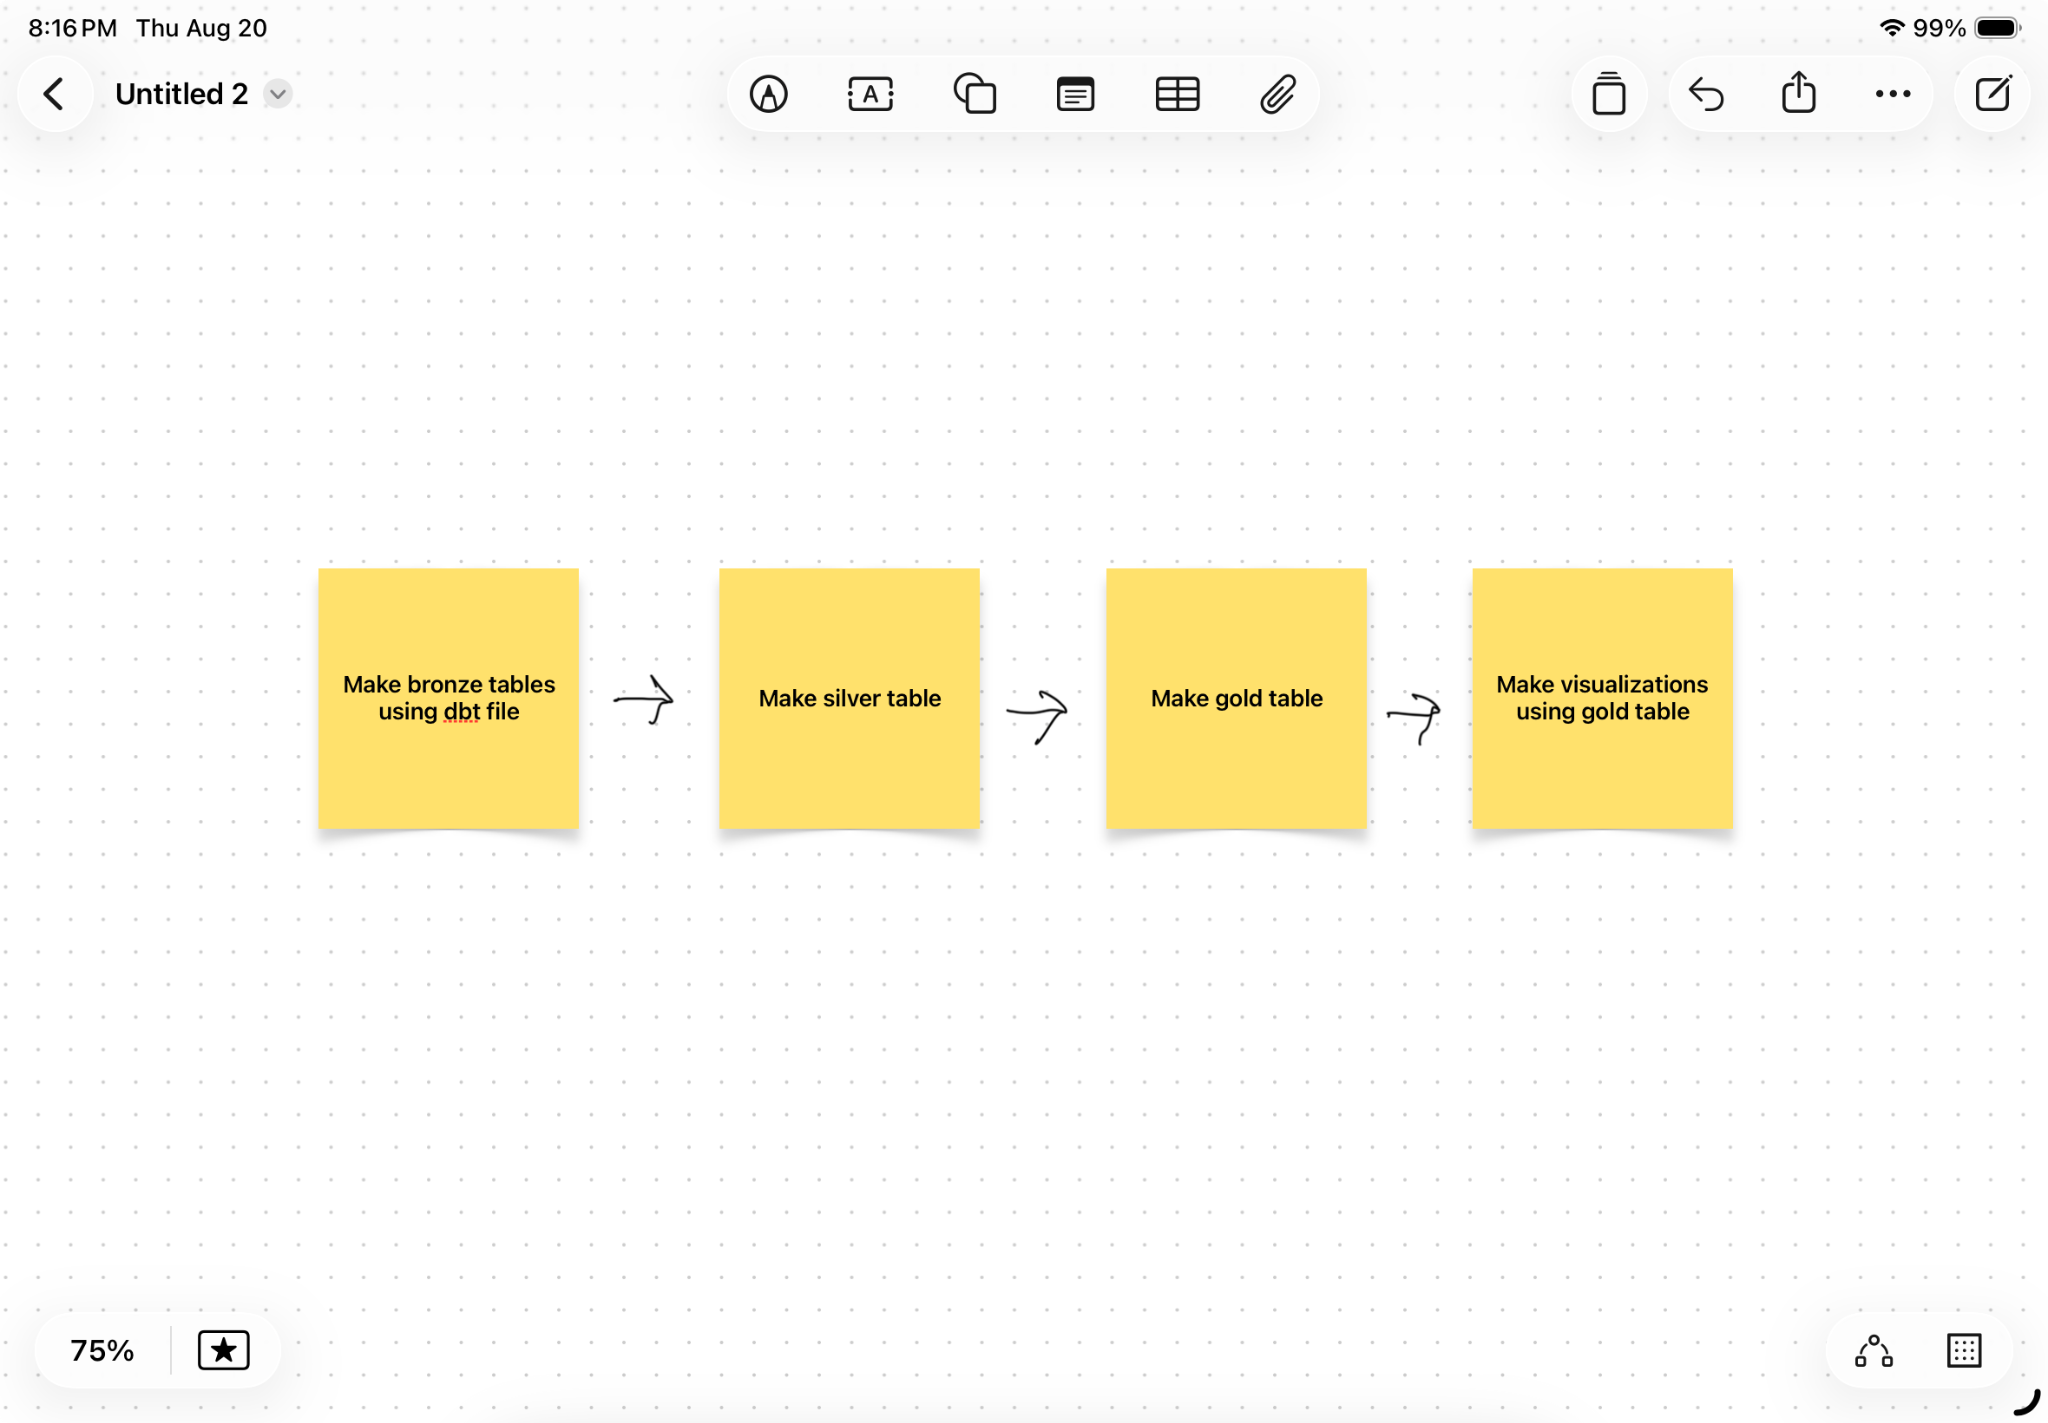 8:16 PM Thu Aug 20
99%
Untitled 2
A
Make bronze tables
using dbt file
Make silver table
Make gold table
Make visualizations
using gold table
75%